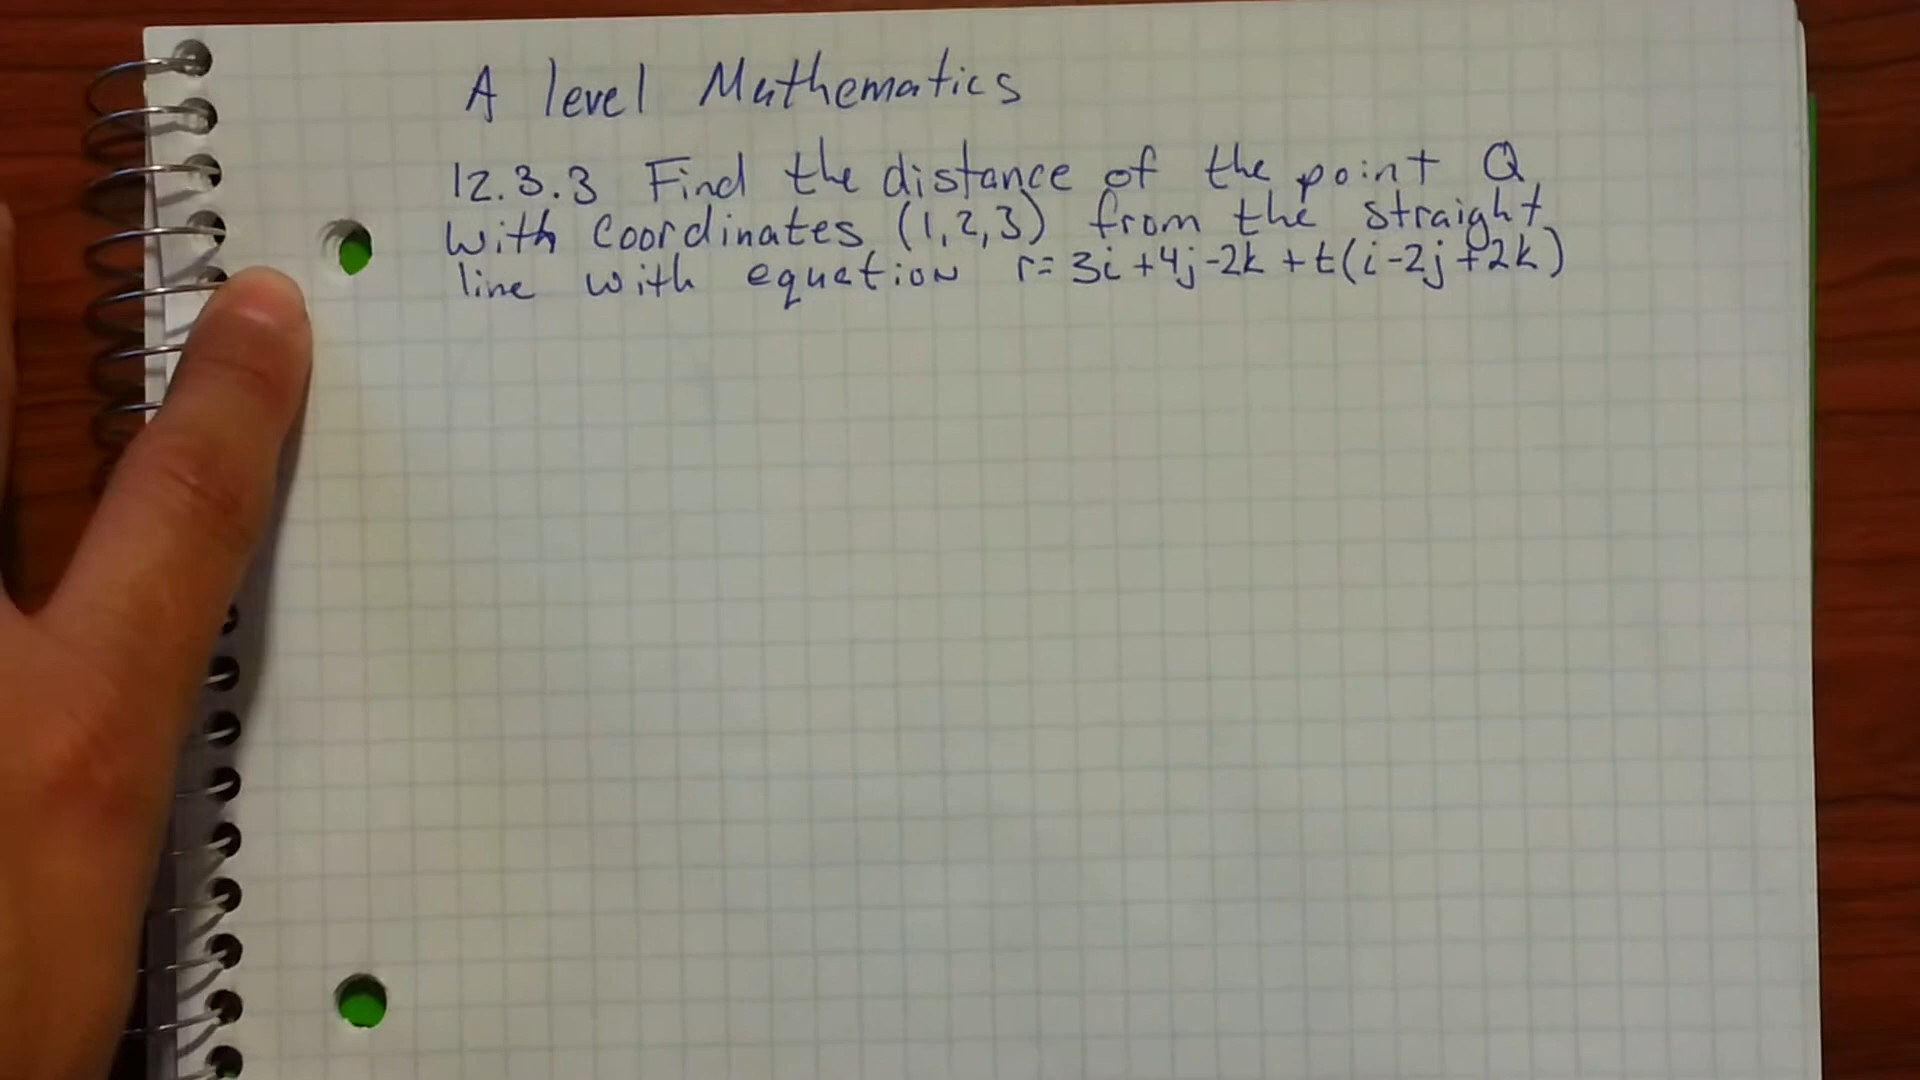 A level Mathematics
12.3.3 Find the distance of the point Q
with coordinates (1,2,3) from the straight
line with equation r=3i+4j-2k+t(i-2j+2k)